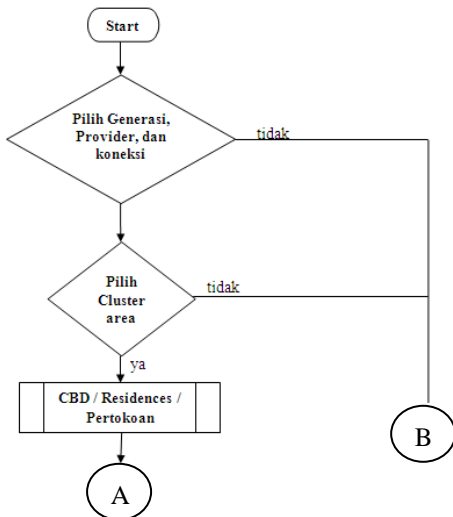 Start
Pilih Generasi,
Provider, dan
koneksi
tidak
Pilih
Cluster
area
tidak
ya
CBD / Residences /
Pertokoan
B
A